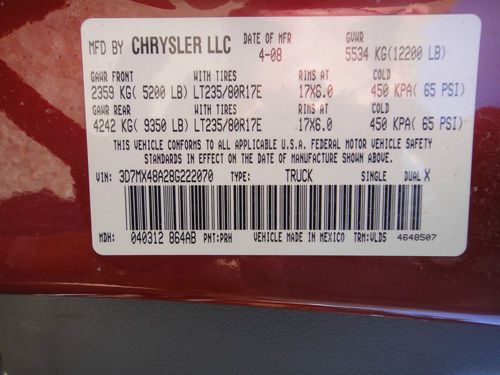 MFD BY CHRYSLER LLC DATE OF MFR GVWR
4-08 5534 KG(12200 LB)
GAWR FRONT WITH TIRES RIMS AT COLD
2359 KG( 5200 LB) LT235/80R17E 17X6.0 450 KPA( 65 PSI)
GAWR REAR WITH TIRES RIMS AT COLD
4242 KG( 9350 LB) LT235/80R17E 17X6.0 450 KPA( 65 PSI)
THIS VEHICLE CONFORMS TO ALL APPLICABLE U.S.A. FEDERAL MOTOR VEHICLE SAFETY
STANDARDS IN EFFECT ON THE DATE OF MANUFACTURE SHOWN ABOVE
VIN: 3D7MX48A28G222070 TYPE: TRUCK SINGLE DUAL X
MDH: 040312 864AB PNT:PRH VEHICLE MADE IN MEXICO TRM:VLD5 4648507